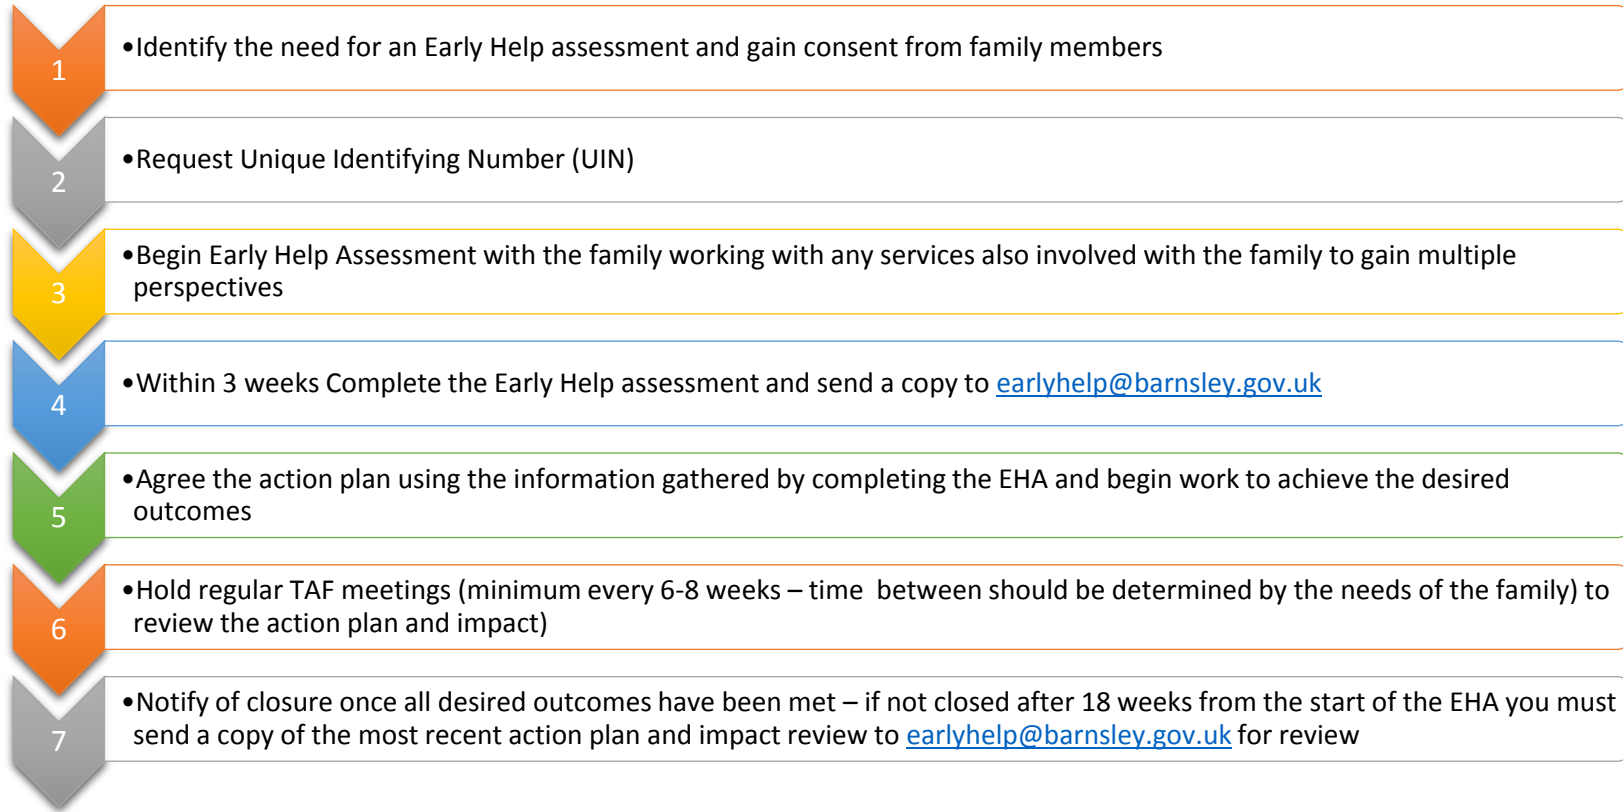 1
•Identify the need for an Early Help assessment and gain consent from family members
2
•Request Unique Identifying Number (UIN)
3
•Begin Early Help Assessment with the family working with any services also involved with the family to gain multiple
perspectives
4
•Within 3 weeks Complete the Early Help assessment and send a copy to earlyhelp@barnsley.gov.uk
5
•Agree the action plan using the information gathered by completing the EHA and begin work to achieve the desired
outcomes
6
•Hold regular TAF meetings (minimum every 6-8 weeks – time  between should be determined by the needs of the family) to
review the action plan and impact)
7
•Notify of closure once all desired outcomes have been met – if not closed after 18 weeks from the start of the EHA you must
send a copy of the most recent action plan and impact review to earlyhelp@barnsley.gov.uk for review